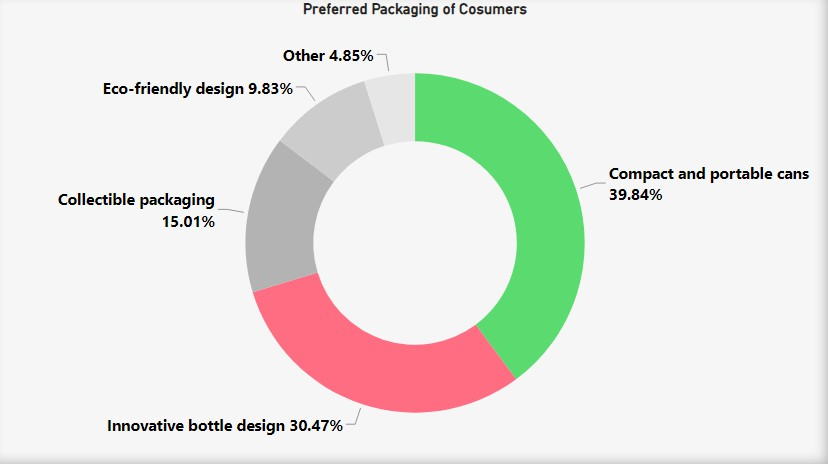 Preferred Packaging of Cosumers
Other 4.85%
Eco-friendly design 9.83%
Compact and portable cans
39.84%
Collectible packaging
15.01%
Innovative bottle design 30.47%